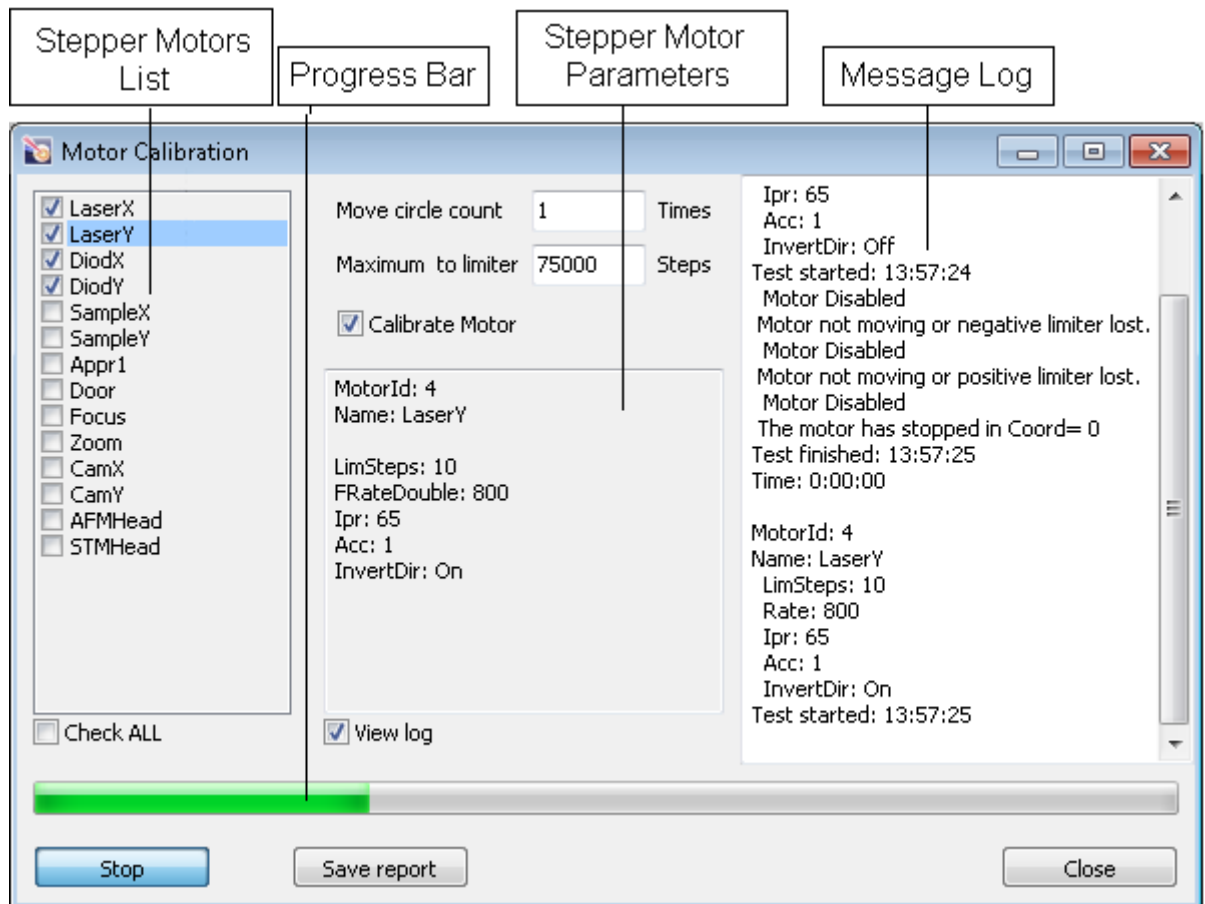 Stepper Motors
List
Progress Bar
Stepper Motor
Parameters
Message Log
Motor Calibration
LaserX
LaserY
DiodX
DiodY
SampleX
SampleY
Appr1
Door
Focus
Zoom
CamX
CamY
AFMHead
STMHead
Check ALL
Move circle count 1 Times
Maximum to limiter 75000 Steps
Calibrate Motor
MotorId: 4
Name: LaserY
LimSteps: 10
FRateDouble: 800
Ipr: 65
Acc: 1
InvertDir: On
View log
Ipr: 65
Acc: 1
InvertDir: Off
Test started: 13:57:24
Motor Disabled
Motor not moving or negative limiter lost.
Motor Disabled
Motor not moving or positive limiter lost.
Motor Disabled
The motor has stopped in Coord= 0
Test finished: 13:57:25
Time: 0:00:00
MotorId: 4
Name: LaserY
LimSteps: 10
Rate: 800
Ipr: 65
Acc: 1
InvertDir: On
Test started: 13:57:25
Stop
Save report
Close